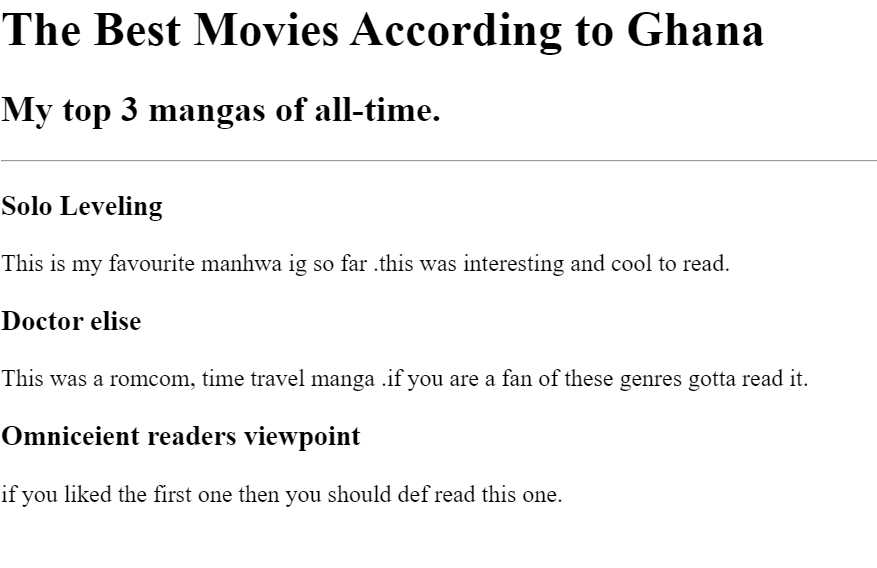 The Best Movies According to Ghana
My top 3 mangas of all-time.
Solo Leveling
This is my favourite manhwa ig so far .this was interesting and cool to read.
Doctor elise
This was a romcom, time travel manga .if you are a fan of these genres gotta read it.
Omniceient readers viewpoint
if you liked the first one then you should def read this one.